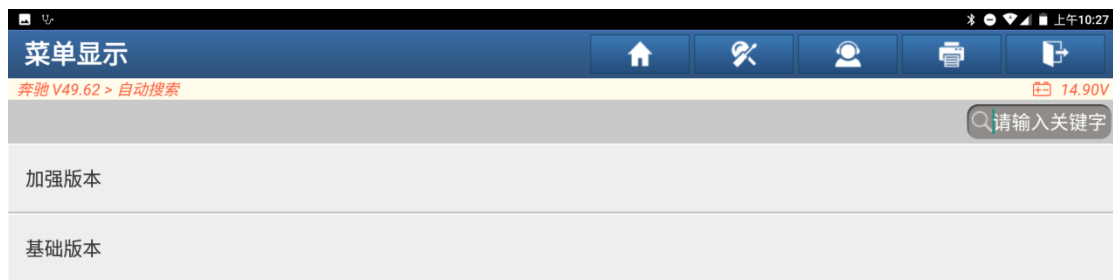 上午10:27
菜单显示
奔驰 V49.62 > 自动搜索 14.90V
请输入关键字
加强版本
基础版本